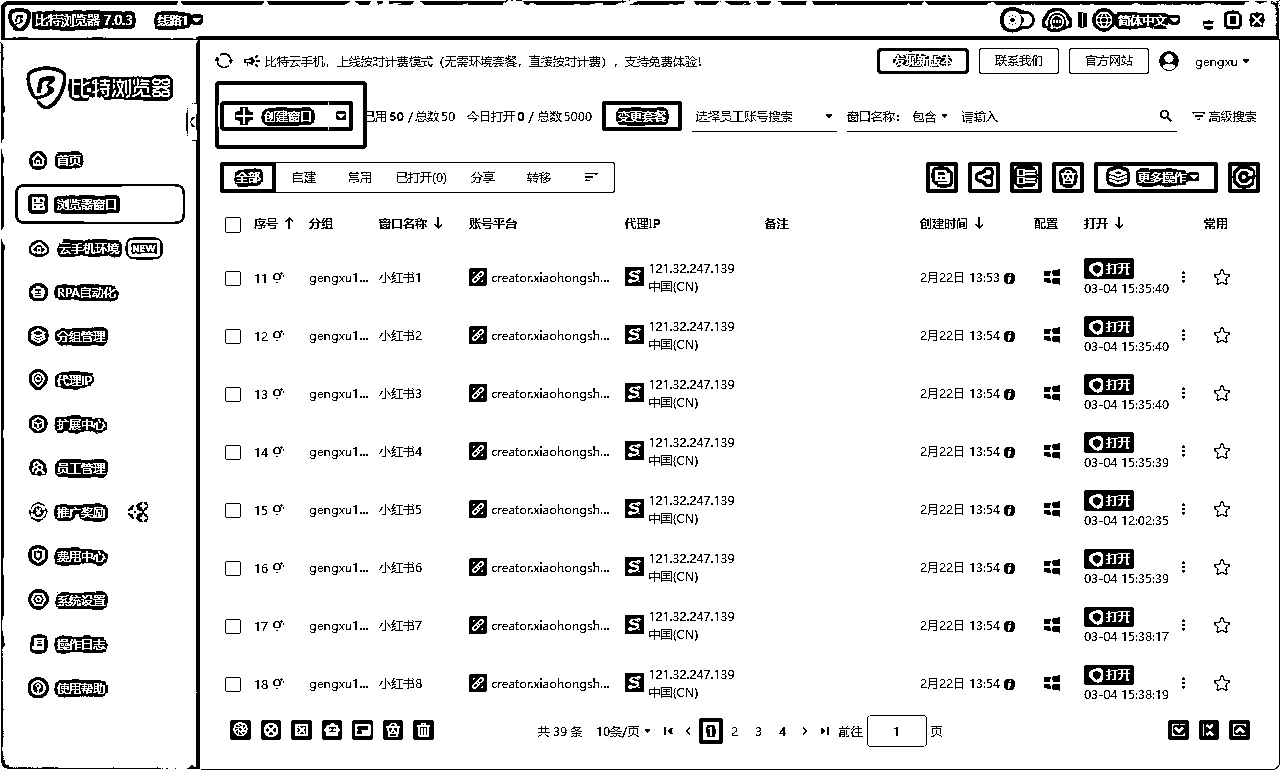 比特浏览器 7.0.3 线路1 简体中文
比特浏览器
比特云手机，上线按时计费模式（无需环境套餐，直接按时计费），支持免费体验！ 发现新版本 联系我们 官方网站 gengxu
创建窗口 已用 50 / 总数 50 今日打开 0 / 总数 5000 变更套餐 选择员工账号搜索 窗口名称： 包含 请输入 高级搜索
首页
浏览器窗口
云手机环境 NEW
RPA自动化
分组管理
代理IP
扩展中心
员工管理
推广奖励
费用中心
系统设置
操作日志
使用帮助
全部 自建 常用 已打开(0) 分享 转移 更多操作
序号 分组 窗口名称 账号平台 代理IP 备注 创建时间 配置 打开 常用
11 gengxu1... 小红书1 creator.xiaohongsh... 121.32.247.139 2月22日 13:53 打开
中国(CN) 03-04 15:35:40
12 gengxu1... 小红书2 creator.xiaohongsh... 121.32.247.139 2月22日 13:54 打开
中国(CN) 03-04 15:35:40
13 gengxu1... 小红书3 creator.xiaohongsh... 121.32.247.139 2月22日 13:54 打开
中国(CN) 03-04 15:35:40
14 gengxu1... 小红书4 creator.xiaohongsh... 121.32.247.139 2月22日 13:54 打开
中国(CN) 03-04 15:35:39
15 gengxu1... 小红书5 creator.xiaohongsh... 121.32.247.139 2月22日 13:54 打开
中国(CN) 03-04 12:02:35
16 gengxu1... 小红书6 creator.xiaohongsh... 121.32.247.139 2月22日 13:54 打开
中国(CN) 03-04 15:35:39
17 gengxu1... 小红书7 creator.xiaohongsh... 121.32.247.139 2月22日 13:54 打开
中国(CN) 03-04 15:38:17
18 gengxu1... 小红书8 creator.xiaohongsh... 121.32.247.139 2月22日 13:54 打开
中国(CN) 03-04 15:38:19
共 39 条 10条/页 1 2 3 4 前往 1 页